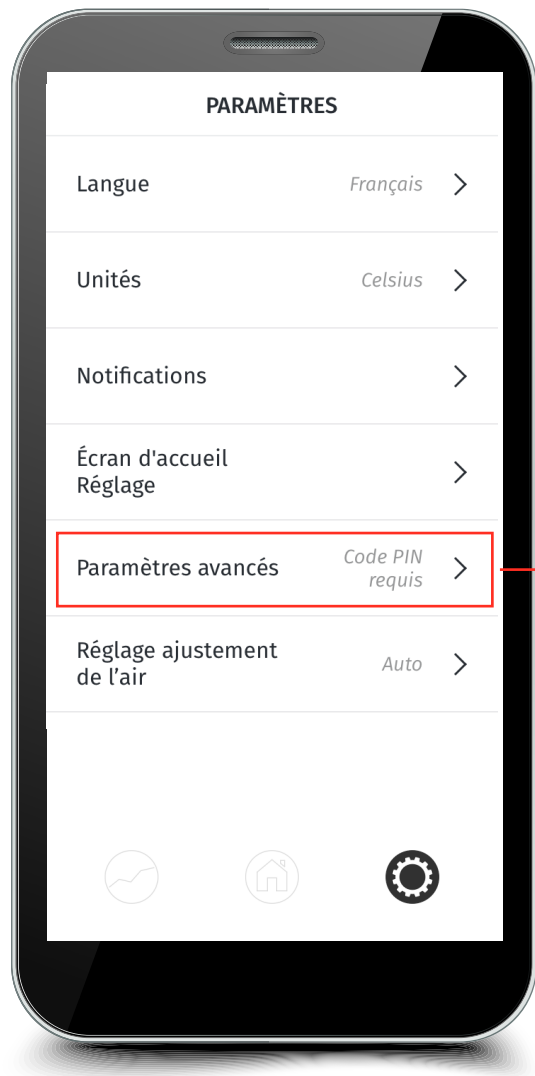 PARAMÈTRES
Langue Français
Unités Celsius
Notifications
Écran d'accueil
Réglage
Paramètres avancés Code PIN
requis
Réglage ajustement
de l’air Auto